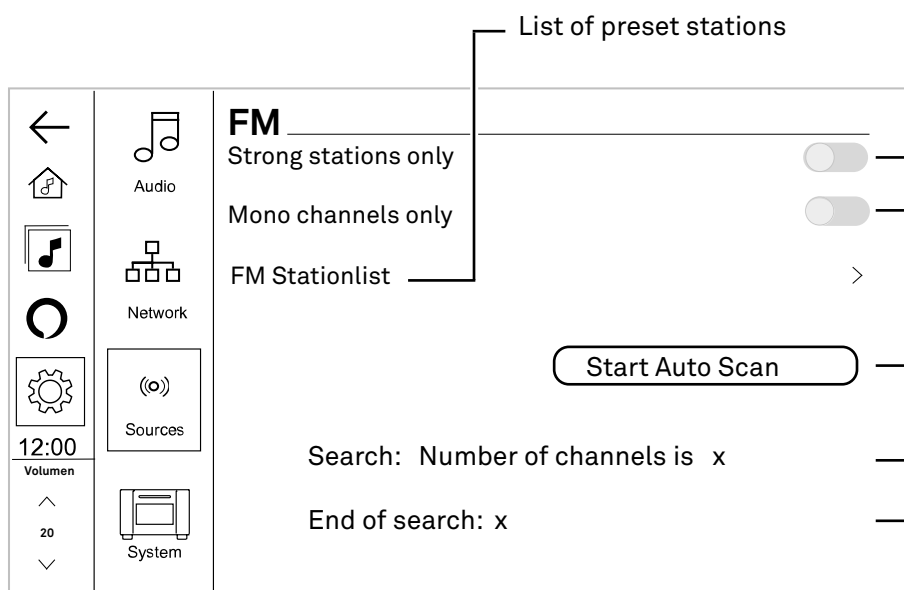 List of preset stations
FM
Strong stations only
Audio
Mono channels only
FM Stationlist
Network
Start Auto Scan
Sources
12:00
Volumen
Search: Number of channels is x
20
End of search: x
System